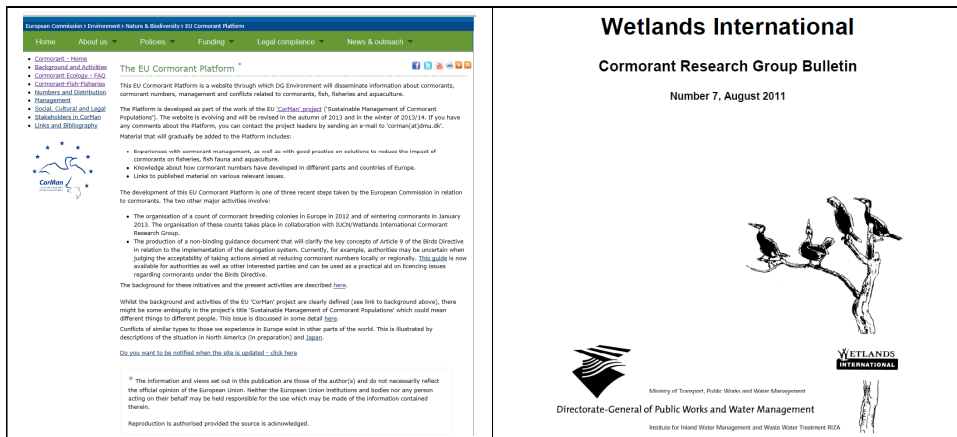 European Commission > Environment > Nature & Biodiversity > EU Cormorant Platform
Home About us Policies Funding Legal compliance News & outreach
Cormorant - Home
Background and Activities
Cormorant Ecology - FAQ
Cormorant-Fish-Fisheries
Numbers and Distribution
Management
Social, Cultural and Legal
Stakeholders in CorMan
Links and Bibliography
CorMan
The EU Cormorant Platform *
This EU Cormorant Platform is a website through which DG Environment will disseminate information about cormorants,
cormorant numbers, management and conflicts related to cormorants, fish, fisheries and aquaculture.
The Platform is developed as part of the work of the EU 'CorMan' project ('Sustainable Management of Cormorant
Populations'). The website is evolving and will be revised in the autumn of 2013 and in the winter of 2013/14. If you have
any comments about the Platform, you can contact the project leaders by sending an e-mail to 'corman(at)dmu.dk'.
Material that will gradually be added to the Platform includes:
• Experiences with cormorant management, as well as with good practice on solutions to reduce the impact of
cormorants on fisheries, fish fauna and aquaculture.
• Knowledge about how cormorant numbers have developed in different parts and countries of Europe.
• Links to published material on various relevant issues.
The development of this EU Cormorant Platform is one of three recent steps taken by the European Commission in relation
to cormorants. The two other major activities involve:
• The organisation of a count of cormorant breeding colonies in Europe in 2012 and of wintering cormorants in January
2013. The organisation of these counts takes place in collaboration with IUCN/Wetlands International Cormorant
Research Group.
• The production of a non-binding guidance document that will clarify the key concepts of Article 9 of the Birds Directive
in relation to the implementation of the derogation system. Currently, for example, authorities may be uncertain when
judging the acceptability of taking actions aimed at reducing cormorant numbers locally or regionally. This guide is now
available for authorities as well as other interested parties and can be used as a practical aid on licencing issues
regarding cormorants under the Birds Directive.
The background for these initiatives and the present activities are described here.
Whilst the background and activities of the EU 'CorMan' project are clearly defined (see link to background above), there
might be some ambiguity in the project's title 'Sustainable Management of Cormorant Populations' which could mean
different things to different people. This issue is discussed in some detail here.
Conflicts of similar types to those we experience in Europe exist in other parts of the world. This is illustrated by
descriptions of the situation in North America (in preparation) and Japan.
Do you want to be notified when the site is updated - click here
* The information and views set out in this publication are those of the author(s) and do not necessarily reflect
the official opinion of the European Union. Neither the European Union institutions and bodies nor any person
acting on their behalf may be held responsible for the use which may be made of the information contained
therein.
Reproduction is authorised provided the source is acknowledged.
Wetlands International
Cormorant Research Group Bulletin
Number 7, August 2011
WETLANDS
INTERNATIONAL
Ministry of Transport, Public Works and Water Management
Directorate-General of Public Works and Water Management
Institute for Inland Water Management and Waste Water Treatment RIZA